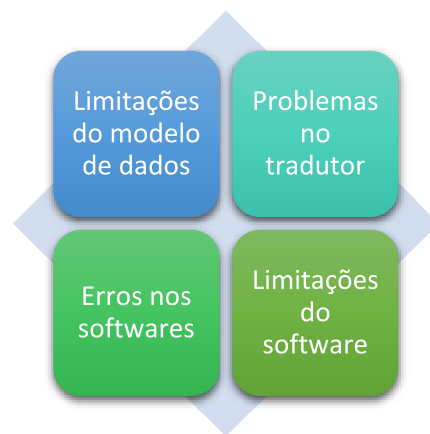 Limitações
do modelo
de dados
Problemas
no
tradutor
Erros nos
softwares
Limitações
do
software